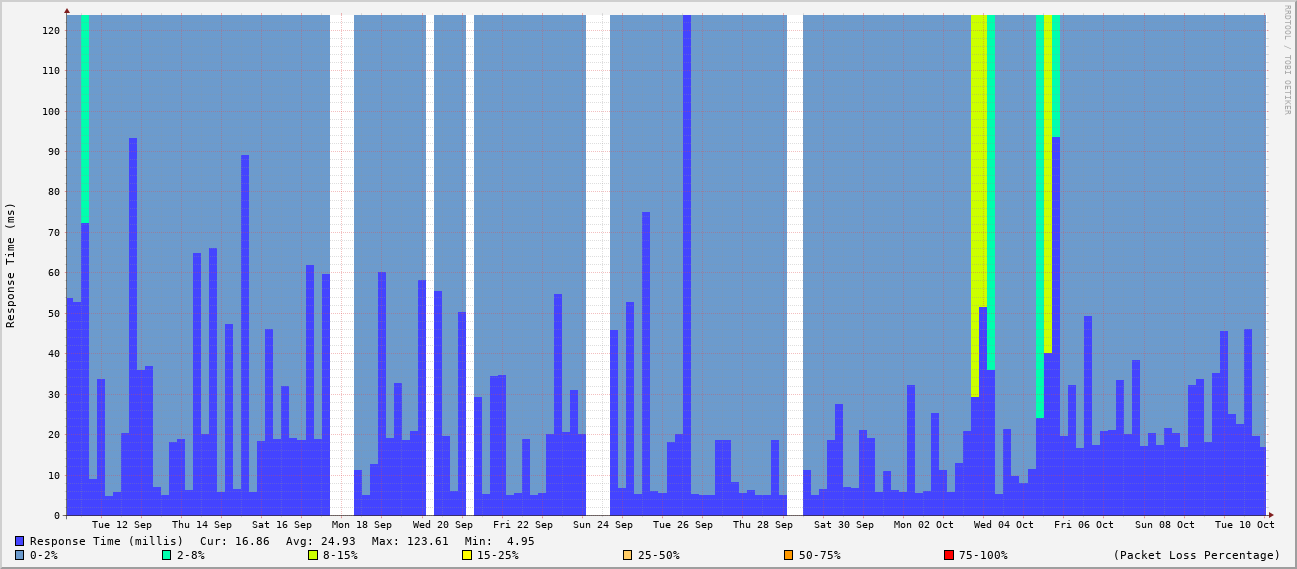 RRDTOOL / TOBI OETIKER
Response Time (ms)
120
110
100
90
80
70
60
50
40
30
20
10
0
Tue 12 Sep Thu 14 Sep Sat 16 Sep Mon 18 Sep Wed 20 Sep Fri 22 Sep Sun 24 Sep Tue 26 Sep Thu 28 Sep Sat 30 Sep Mon 02 Oct Wed 04 Oct Fri 06 Oct Sun 08 Oct Tue 10 Oct
Response Time (millis) Cur: 16.86 Avg: 24.93 Max: 123.61 Min: 4.95
0-2% 2-8% 8-15% 15-25% 25-50% 50-75% 75-100% (Packet Loss Percentage)